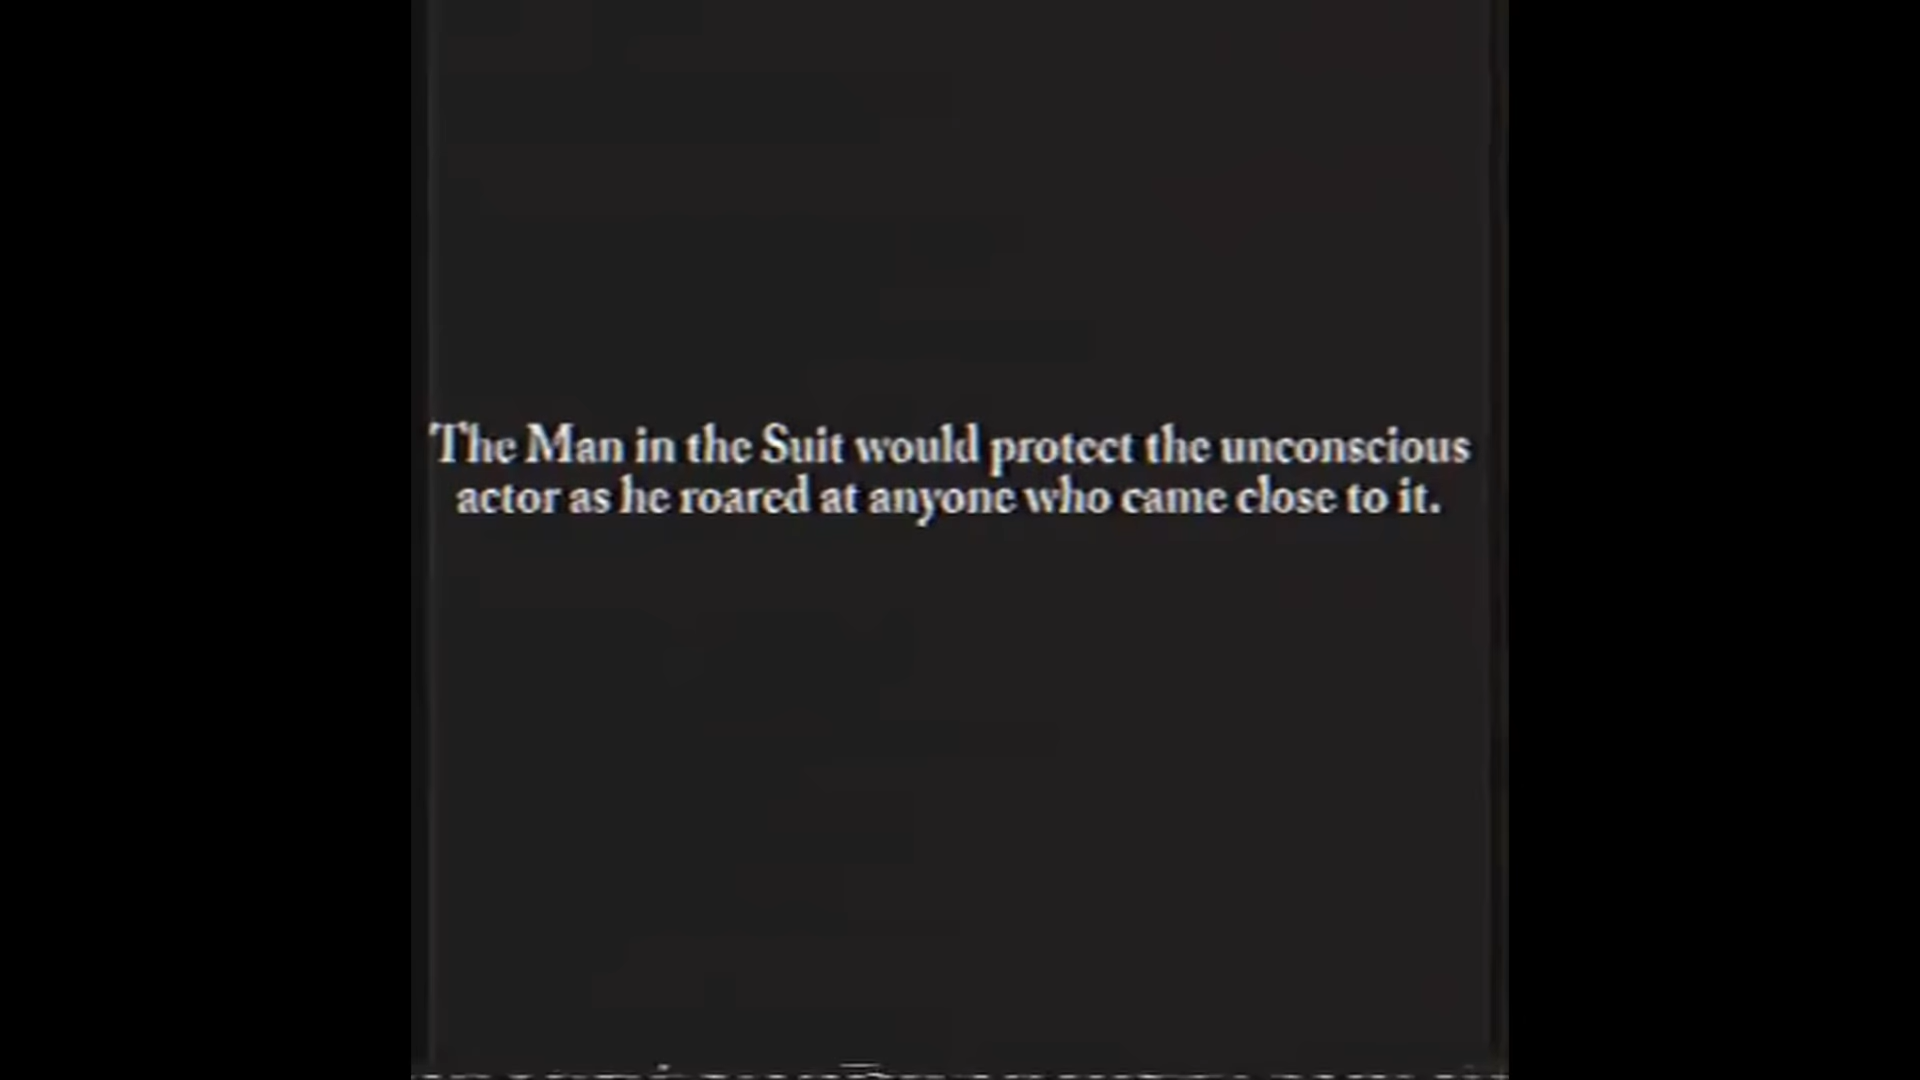 The Man in the Suit would protect the unconscious
actor as he roared at anyone who came close to it.